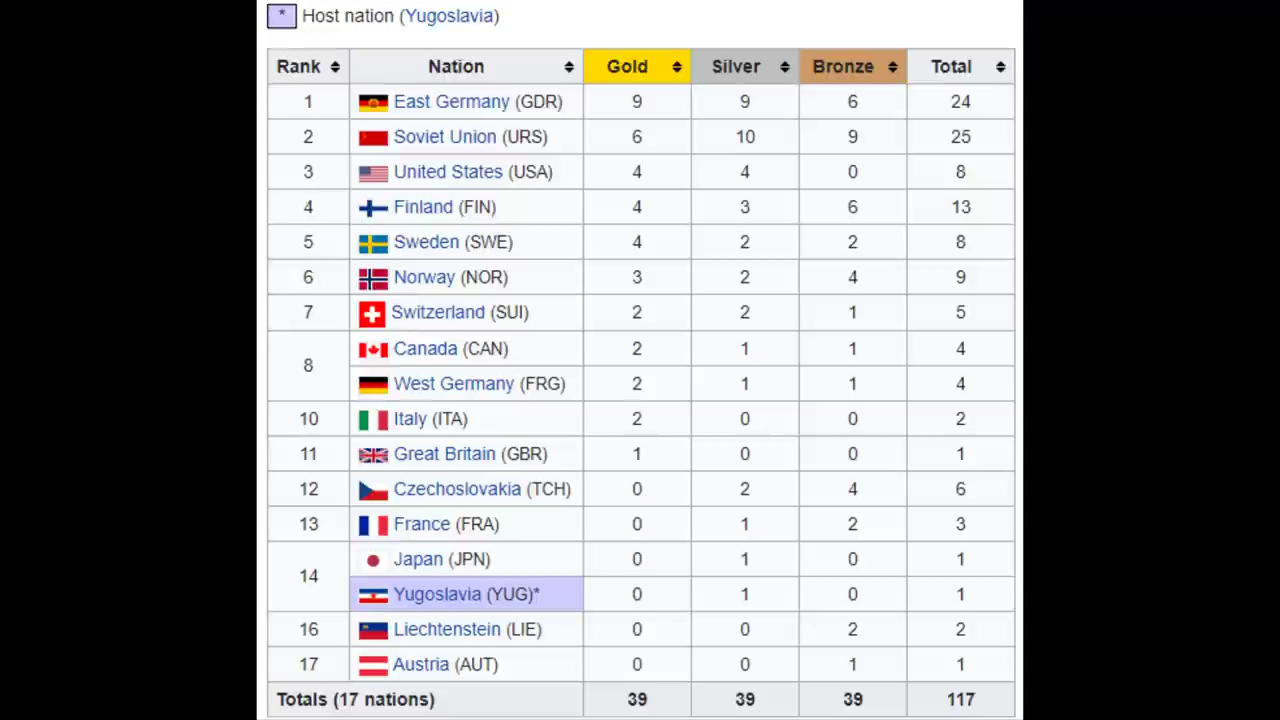 * Host nation (Yugoslavia)
Rank Nation Gold Silver Bronze Total
1 East Germany (GDR) 9 9 6 24
2 Soviet Union (URS) 6 10 9 25
3 United States (USA) 4 4 0 8
4 Finland (FIN) 4 3 6 13
5 Sweden (SWE) 4 2 2 8
6 Norway (NOR) 3 2 4 9
7 Switzerland (SUI) 2 2 1 5
8 Canada (CAN) 2 1 1 4
West Germany (FRG) 2 1 1 4
10 Italy (ITA) 2 0 0 2
11 Great Britain (GBR) 1 0 0 1
12 Czechoslovakia (TCH) 0 2 4 6
13 France (FRA) 0 1 2 3
14 Japan (JPN) 0 1 0 1
Yugoslavia (YUG)* 0 1 0 1
16 Liechtenstein (LIE) 0 0 2 2
17 Austria (AUT) 0 0 1 1
Totals (17 nations) 39 39 39 117